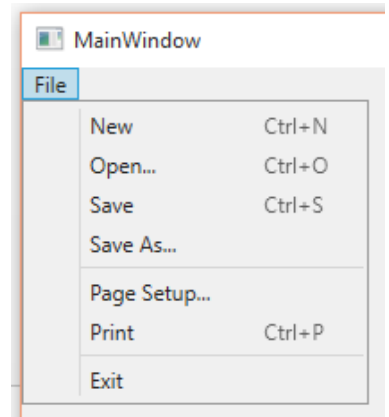 MainWindow
File
New Ctrl+N
Open... Ctrl+O
Save Ctrl+S
Save As...
Page Setup...
Print Ctrl+P
Exit